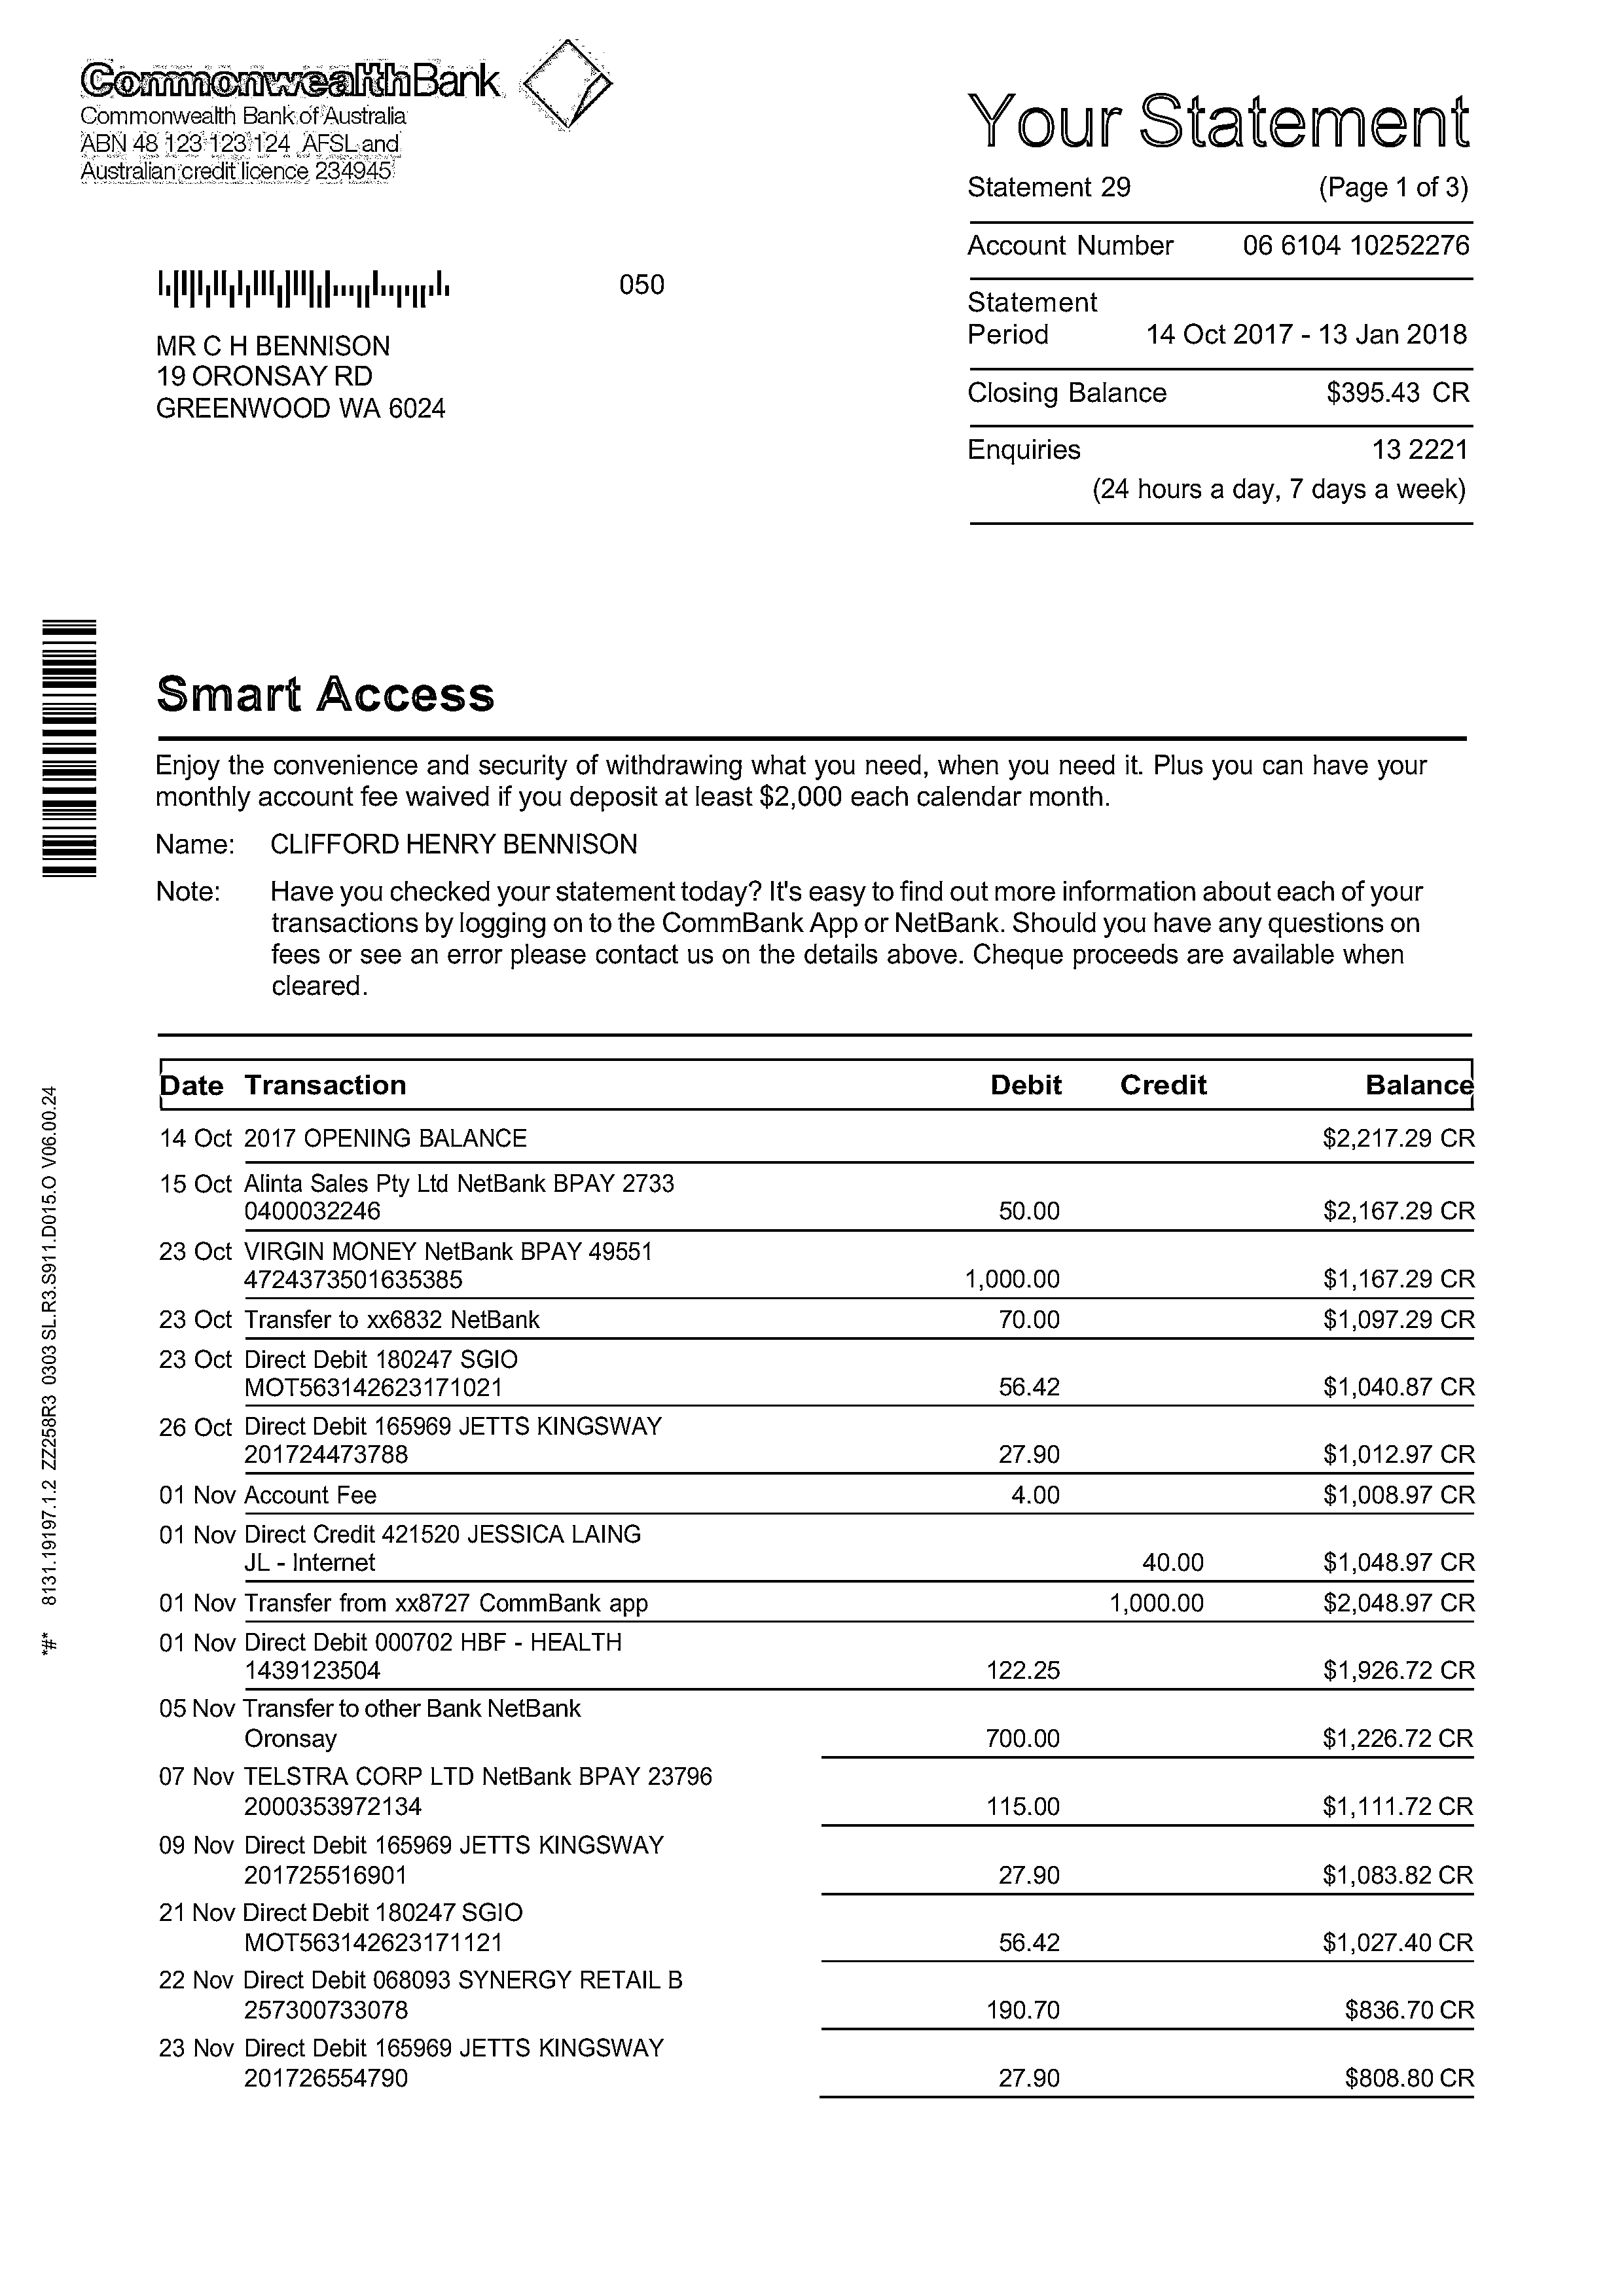 CommonwealthBank
Commonwealth Bank of Australia
ABN 48 123 123 124 AFSL and
Australian credit licence 234945
Your Statement
Statement 29 (Page 1 of 3)
Account Number 06 6104 10252276
Statement
Period 14 Oct 2017 - 13 Jan 2018
Closing Balance $395.43 CR
Enquiries 13 2221
(24 hours a day, 7 days a week)
050
MR C H BENNISON
19 ORONSAY RD
GREENWOOD WA 6024
Smart Access
Enjoy the convenience and security of withdrawing what you need, when you need it. Plus you can have your
monthly account fee waived if you deposit at least $2,000 each calendar month.
Name: CLIFFORD HENRY BENNISON
Note: Have you checked your statement today? It's easy to find out more information about each of your
transactions by logging on to the CommBank App or NetBank. Should you have any questions on
fees or see an error please contact us on the details above. Cheque proceeds are available when
cleared.
Date Transaction Debit Credit Balance
14 Oct 2017 OPENING BALANCE $2,217.29 CR
15 Oct Alinta Sales Pty Ltd NetBank BPAY 2733
0400032246 50.00 $2,167.29 CR
23 Oct VIRGIN MONEY NetBank BPAY 49551
4724373501635385 1,000.00 $1,167.29 CR
23 Oct Transfer to xx6832 NetBank 70.00 $1,097.29 CR
23 Oct Direct Debit 180247 SGIO
MOT563142623171021 56.42 $1,040.87 CR
26 Oct Direct Debit 165969 JETTS KINGSWAY
201724473788 27.90 $1,012.97 CR
01 Nov Account Fee 4.00 $1,008.97 CR
01 Nov Direct Credit 421520 JESSICA LAING
JL - Internet 40.00 $1,048.97 CR
01 Nov Transfer from xx8727 CommBank app 1,000.00 $2,048.97 CR
01 Nov Direct Debit 000702 HBF - HEALTH
1439123504 122.25 $1,926.72 CR
05 Nov Transfer to other Bank NetBank
Oronsay 700.00 $1,226.72 CR
07 Nov TELSTRA CORP LTD NetBank BPAY 23796
2000353972134 115.00 $1,111.72 CR
09 Nov Direct Debit 165969 JETTS KINGSWAY
201725516901 27.90 $1,083.82 CR
21 Nov Direct Debit 180247 SGIO
MOT563142623171121 56.42 $1,027.40 CR
22 Nov Direct Debit 068093 SYNERGY RETAIL B
257300733078 190.70 $836.70 CR
23 Nov Direct Debit 165969 JETTS KINGSWAY
201726554790 27.90 $808.80 CR
*#* 8131.19197.1.2 ZZ258R3 0303 SL.R3.S911.D015.O V06.00.24